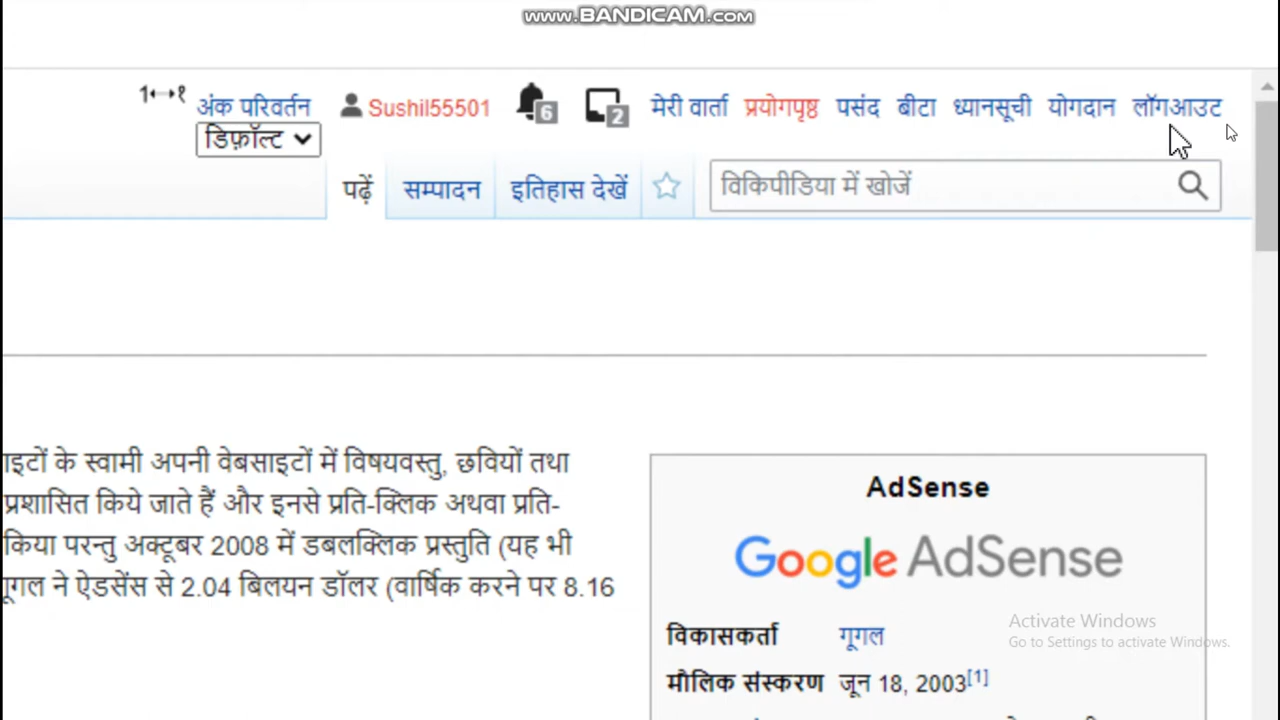 www.BANDICAM.com
1↔१ अंक परिवर्तन Sushil55501 6 2 मेरी वार्ता प्रयोगपृष्ठ पसंद बीटा ध्यानसूची योगदान लॉगआउट
डिफ़ॉल्ट
पढ़ें सम्पादन इतिहास देखें विकिपीडिया में खोजें
ाइटों के स्वामी अपनी वेबसाइटों में विषयवस्तु, छवियों तथा
प्रशासित किये जाते हैं और इनसे प्रति-क्लिक अथवा प्रति-
किया परन्तु अक्टूबर 2008 में डबलक्लिक प्रस्तुति (यह भी
गूगल ने ऐडसेंस से 2.04 बिलयन डॉलर (वार्षिक करने पर 8.16
AdSense
Google AdSense
विकासकर्ता गूगल
मौलिक संस्करण जून 18, 2003[1]
Activate Windows
Go to Settings to activate Windows.